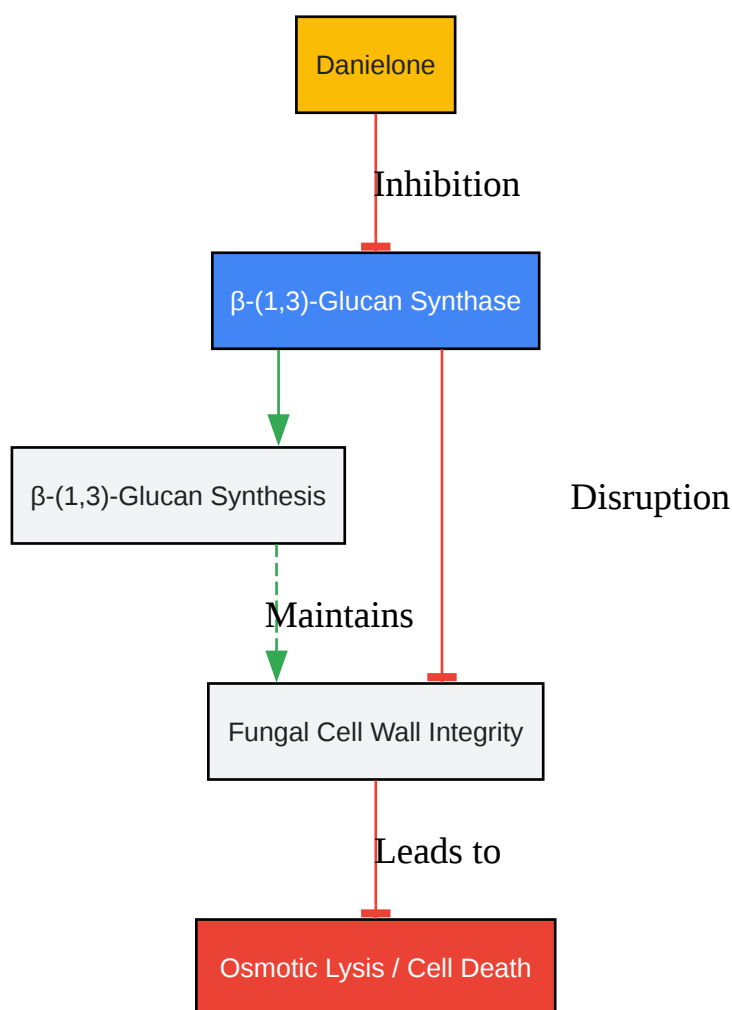 Danielone
Inhibition
β-(1,3)-Glucan Synthase
β-(1,3)-Glucan Synthesis
Disruption
Maintains
Fungal Cell Wall Integrity
Leads to
Osmotic Lysis / Cell Death